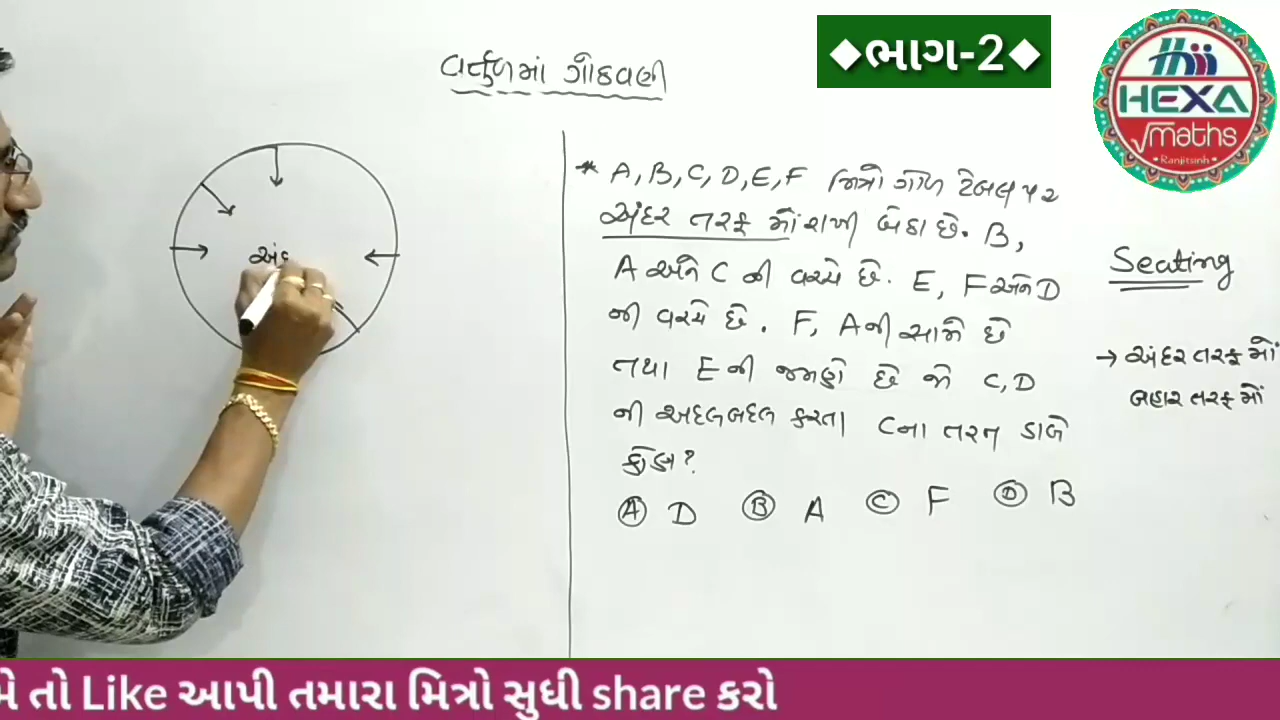 ◆ભાગ-2◆
HEXA
maths
Ranjitsinh
વર્તુળમાં ગોઠવણી
અંદ
* A, B, C, D, E, F મિત્રો ગોળ ટેબલ પર
અંદર તરફ મોં રાખી બેઠા છે. B,
A અને C ની વચ્ચે છે. E, F અને D
ની વચ્ચે છે. F, A ની સામે છે
તથા E ની જમણે છે જો C, D
ની અદલબદલ કરતા C ના તરત ડાબે
કોણ?
Ⓐ D Ⓑ A Ⓒ F Ⓓ B
Seating
→ અંદર તરફ મોં
બહાર તરફ મોં
મે તો Like આપી તમારા મિત્રો સુધી share કરો